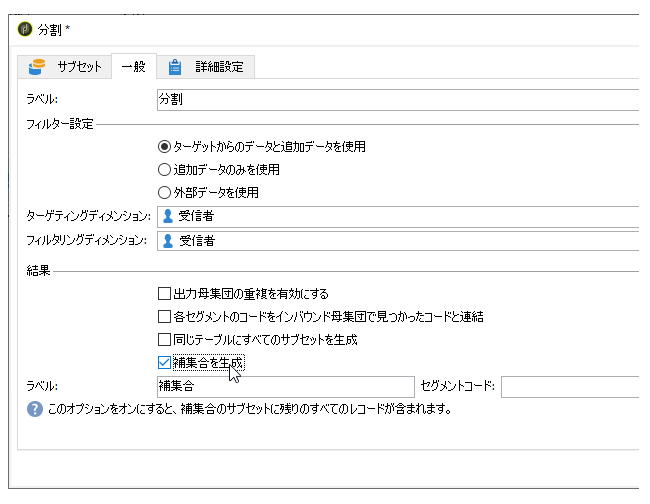 分割 *
サブセット 一般 詳細設定
ラベル: 分割
フィルター設定
ターゲットからのデータと追加データを使用
追加データのみを使用
外部データを使用
ターゲティングディメンション: 受信者
フィルタリングディメンション: 受信者
結果
出力母集団の重複を有効にする
各セグメントのコードをインバウンド母集団で見つかったコードと連結
同じテーブルにすべてのサブセットを生成
補集合を生成
ラベル: 補集合 セグメントコード:
このオプションをオンにすると、補集合のサブセットに残りのすべてのレコードが含まれます。